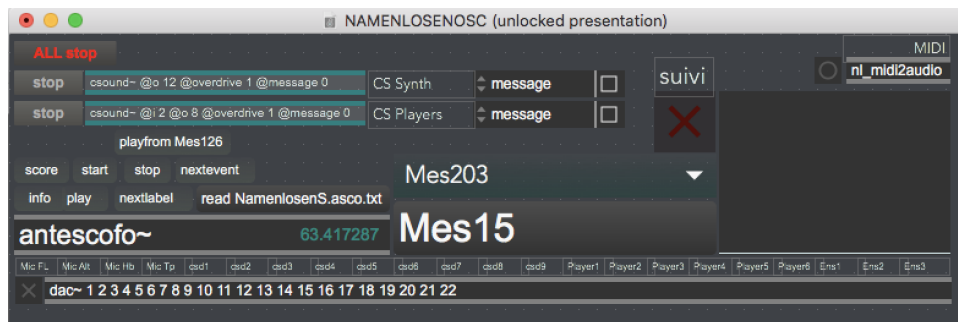 NAMENLOSENOSC (unlocked presentation)
ALL stop
MIDI
stop csound~ @o 12 @overdrive 1 @message 0 CS Synth message suivi nl_midi2audio
stop csound~ @i 2 @o 8 @overdrive 1 @message 0 CS Players message
playfrom Mes126
score start stop nextevent Mes203
info play nextlabel read NamenlosenS.asco.txt
antescofo~ 63.417287 Mes15
Mic FL Mic Alt Mic Hb Mic Tp csd1 csd2 csd3 csd4 csd5 csd6 csd7 csd8 csd9 Player1 Player2 Player3 Player4 Player5 Player6 Ens1 Ens2 Ens3
dac~ 1 2 3 4 5 6 7 8 9 10 11 12 13 14 15 16 17 18 19 20 21 22